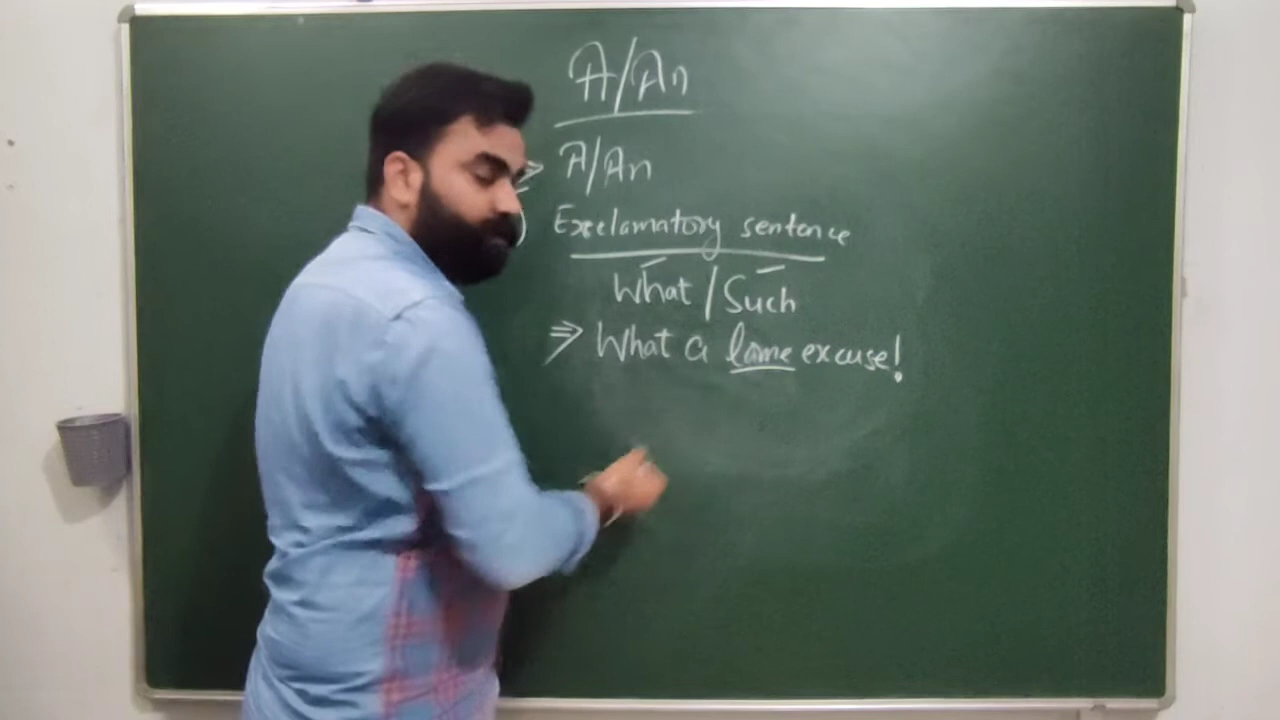 A/An
⇒ A/An
) Exclamatory sentence
What / Such
⇒ What a lame excuse!